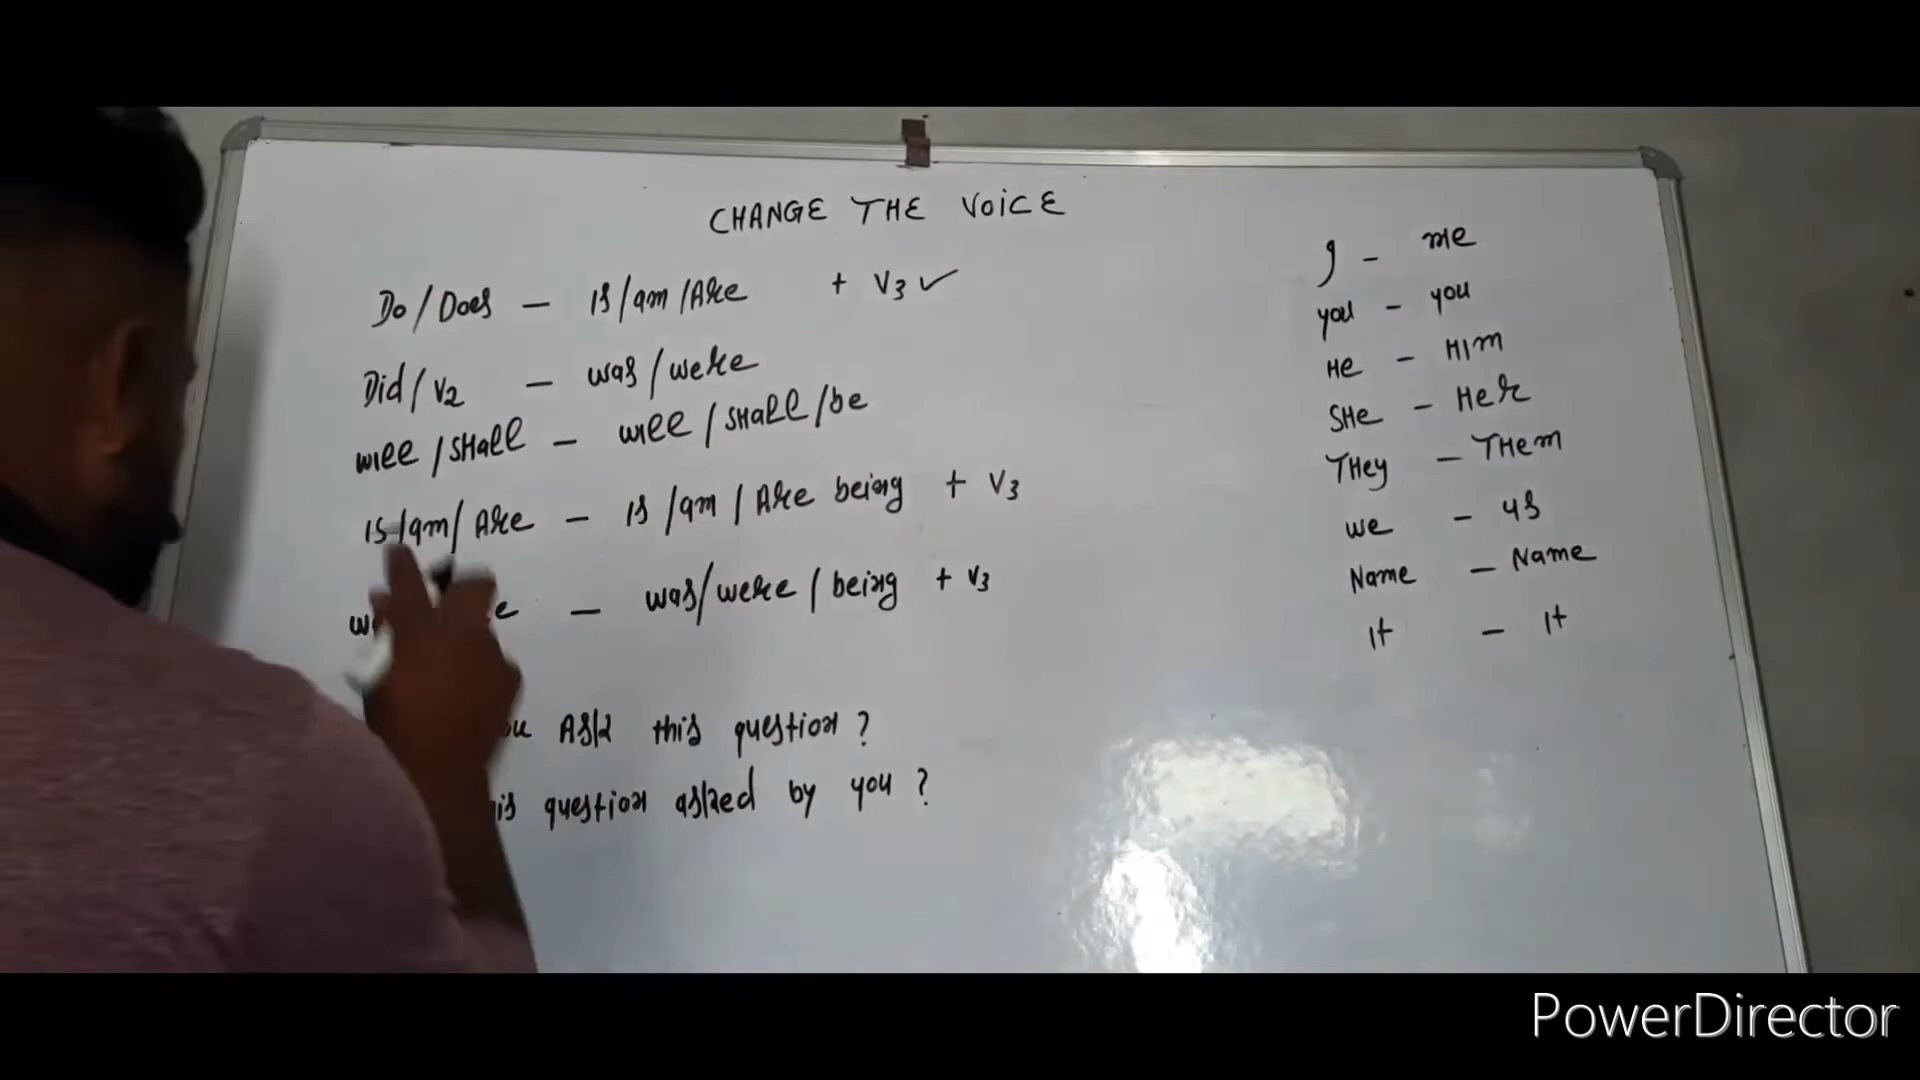 CHANGE THE VOICE
Do/Does - is/am/Are + V3 ✓
Did/V2 - was/were
will/SHall - will/SHall/be
is/am/Are - is/am/Are being + V3
- was/were/being + V3
Ask this question?
question asked by you?
I - me
you - you
He - HIM
SHe - Her
THey - THem
we - us
Name - Name
It - It
PowerDirector